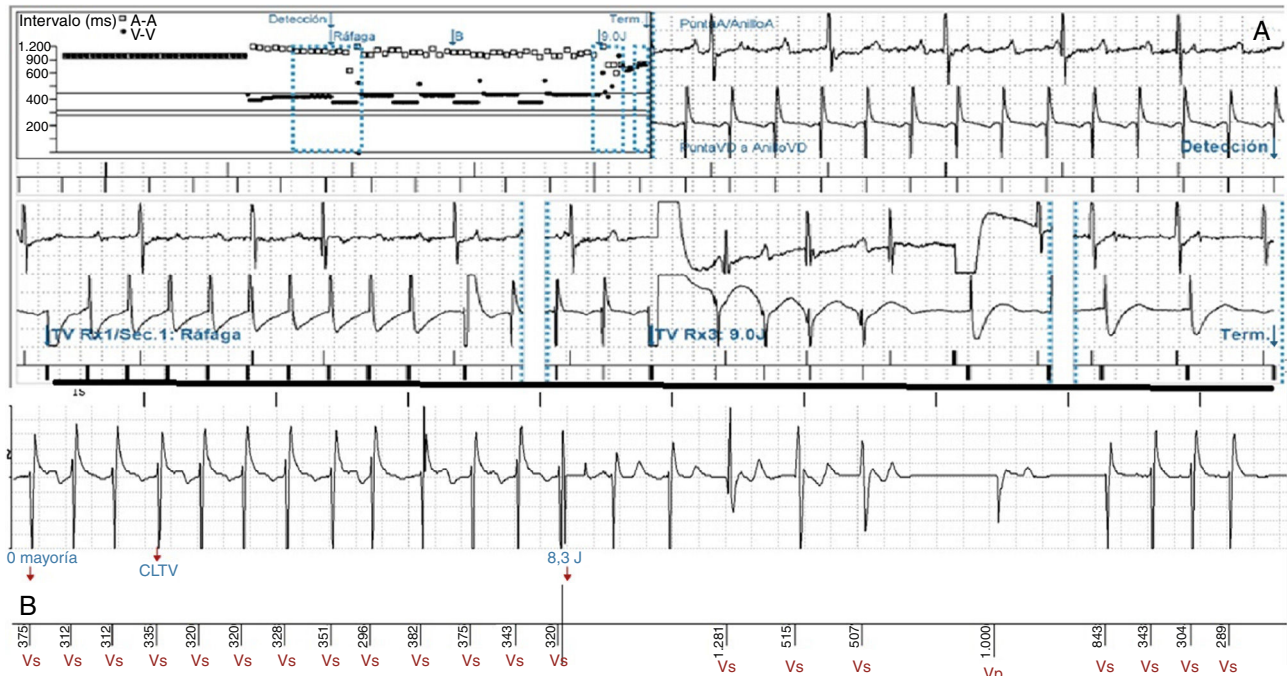 Intervalo (ms) A-A
V-V
Detección
Term.
Ráfaga
B
9.0J
1.200
900
600
400
200
PuntaA/AnilloA
A
PuntaVD a AnilloVD
Detección
TV Rx1/Sec.1: Ráfaga
TV Rx3: 9.0J
Term.
1s
0 mayoría
CLTV
8,3 J
B
375 312 312 335 320 320 328 351 296 382 375 343 320 1.281 515 507 1.000 843 343 304 289
Vs Vs Vs Vs Vs Vs Vs Vs Vs Vs Vs Vs Vs Vs Vs Vs Vp Vs Vs Vs Vs